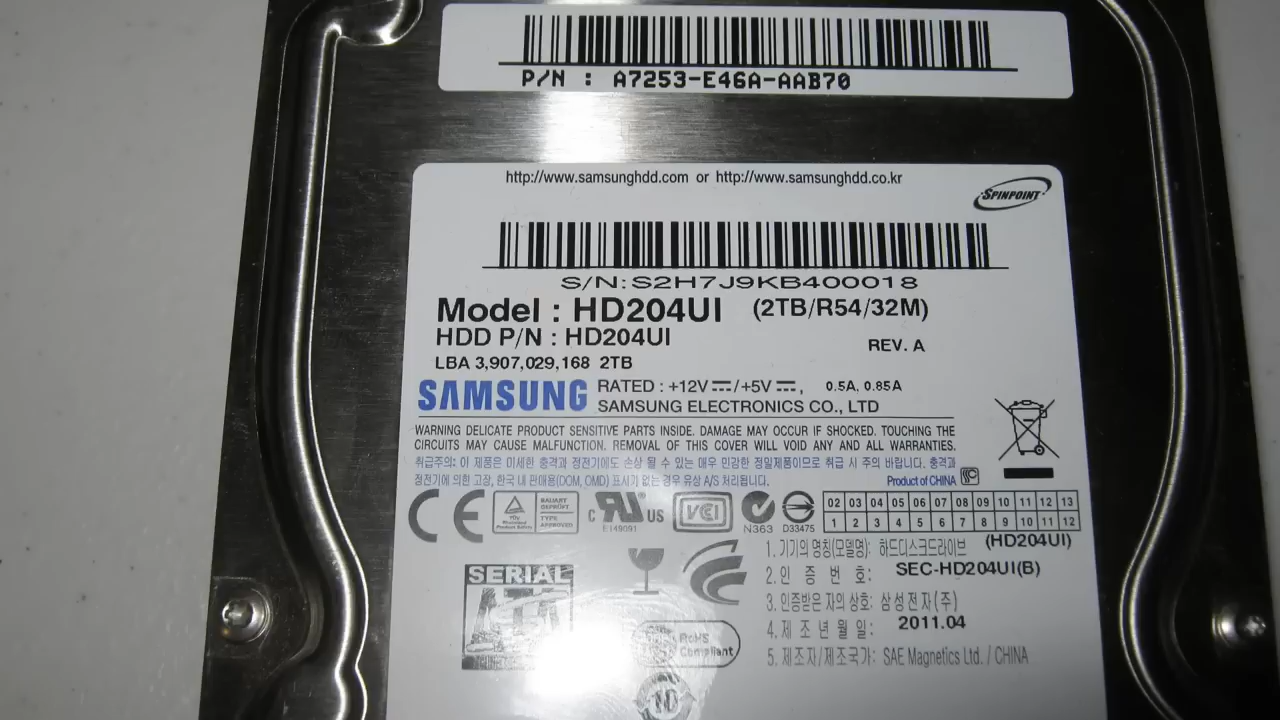 P/N : A7253-E46A-AAB70
http://www.samsunghdd.com or http://www.samsunghdd.co.kr
SPINPOINT
S/N:S2H7J9KB400018
Model : HD204UI (2TB/R54/32M)
HDD P/N : HD204UI
REV. A
LBA 3,907,029,168 2TB
SAMSUNG
RATED : +12V /+5V , 0.5A, 0.85A
SAMSUNG ELECTRONICS CO., LTD
WARNING DELICATE PRODUCT SENSITIVE PARTS INSIDE. DAMAGE MAY OCCUR IF SHOCKED. TOUCHING THE
CIRCUITS MAY CAUSE MALFUNCTION. REMOVAL OF THIS COVER WILL VOID ANY AND ALL WARRANTIES.
취급주의: 이 제품은 미세한 충격과 정전기에도 손상 될 수 있는 매우 민감한 정밀제품이므로 취급 시 주의 바랍니다. 충격과
정전기에 의한 고장, 한국 내 판매용(DOM, OMD) 표시가 없는 경우 유상 A/S 처리됩니다.
Product of CHINA
CE
TÜV
BAUART
GEPRÜFT
TYPE
APPROVED
C RU US
E149091
VCI
N363
D33475
02 03 04 05 06 07 08 09 10 11 12 13
1 2 3 4 5 6 7 8 9 10 11 12
1. 기기의 명칭(모델명): 하드디스크드라이브 (HD204UI)
2. 인 증 번 호: SEC-HD204UI(B)
3. 인증받은 자의 상호: 삼성전자(주)
4. 제 조 년 월 일: 2011.04
5. 제조자/제조국가: SAE Magnetics Ltd. / CHINA
SERIAL
ATA
RoHS
Compliant
10